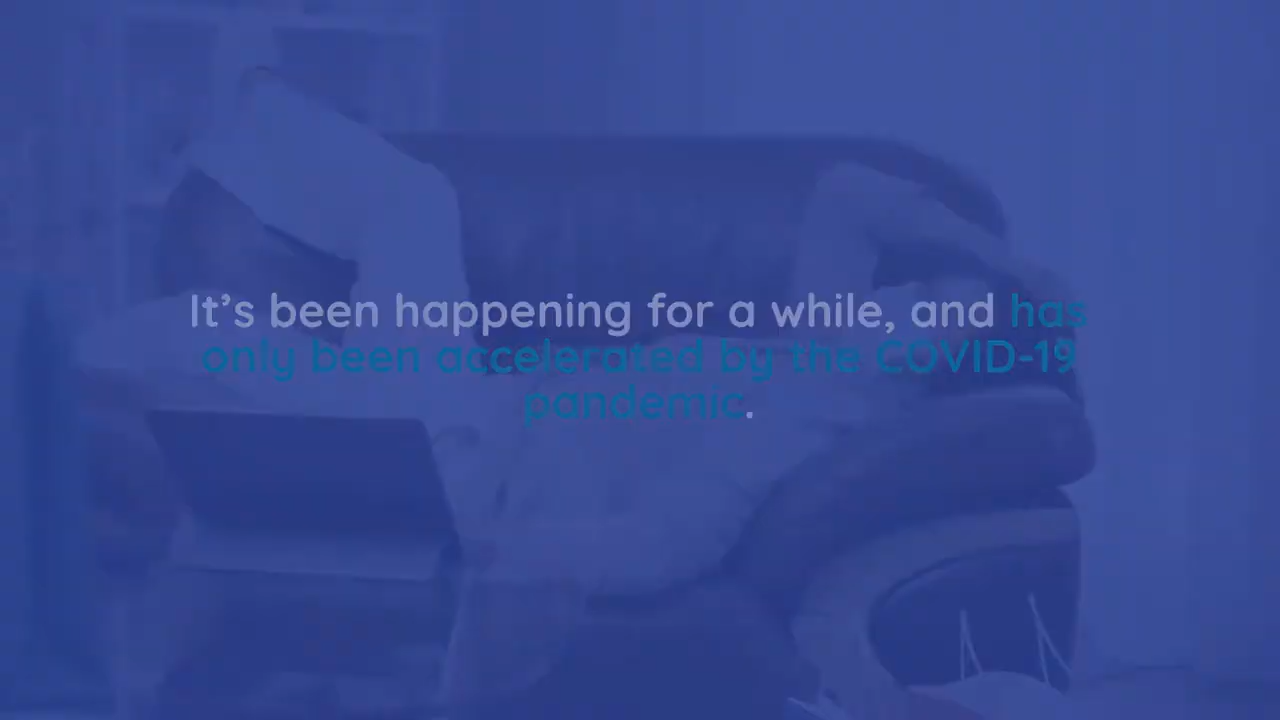 It’s been happening for a while, and has
only been accelerated by the COVID-19
pandemic.